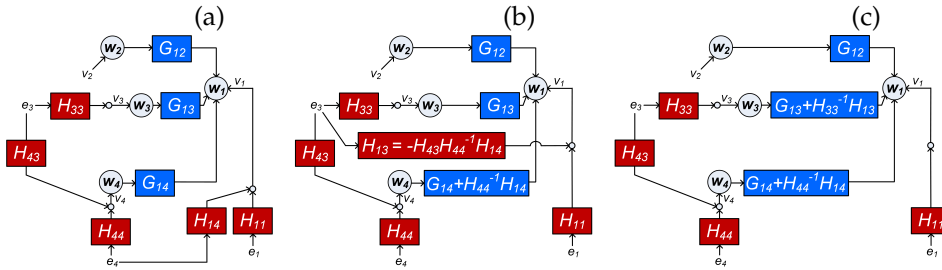 (a)
w2
G12
v2
w1
v1
e3
H33
v3
w3
G13
H43
w4
G14
v4
H44
H14
H11
e4
e1
(b)
w2
G12
v2
w1
v1
e3
H33
v3
w3
G13
H43
H13 = -H43H44-1H14
w4
G14+H44-1H14
v4
H44
H11
e4
e1
(c)
w2
G12
v2
w1
v1
e3
H33
v3
w3
G13+H33-1H13
H43
w4
G14+H44-1H14
v4
H44
H11
e4
e1